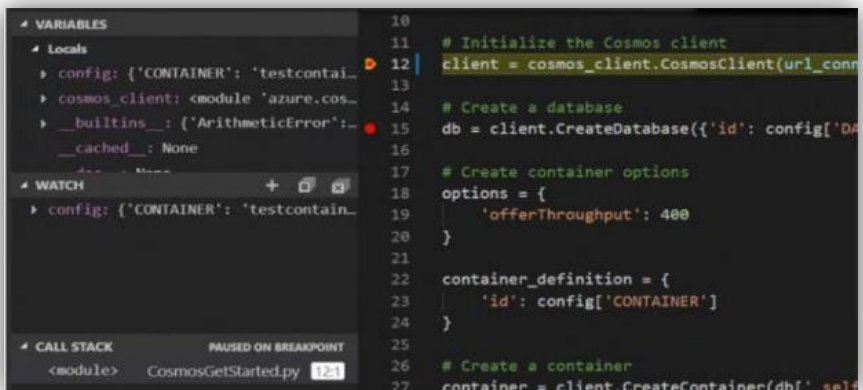 VARIABLES
Locals
config: {'CONTAINER': 'testcontai…
cosmos_client: <module 'azure.cos…
__builtins__: {'ArithmeticError':…
__cached__: None
WATCH
config: {'CONTAINER': 'testcontain…
CALL STACK PAUSED ON BREAKPOINT
<module> CosmosGetStarted.py 12:1
10
11 # Initialize the Cosmos client
12 client = cosmos_client.CosmosClient(url_conn
13
14 # Create a database
15 db = client.CreateDatabase({'id': config['DA
16
17 # Create container options
18 options = {
19 'offerThroughput': 400
20 }
21
22 container_definition = {
23 'id': config['CONTAINER']
24 }
25
26 # Create a container
27 container = client.CreateContainer(db['_self